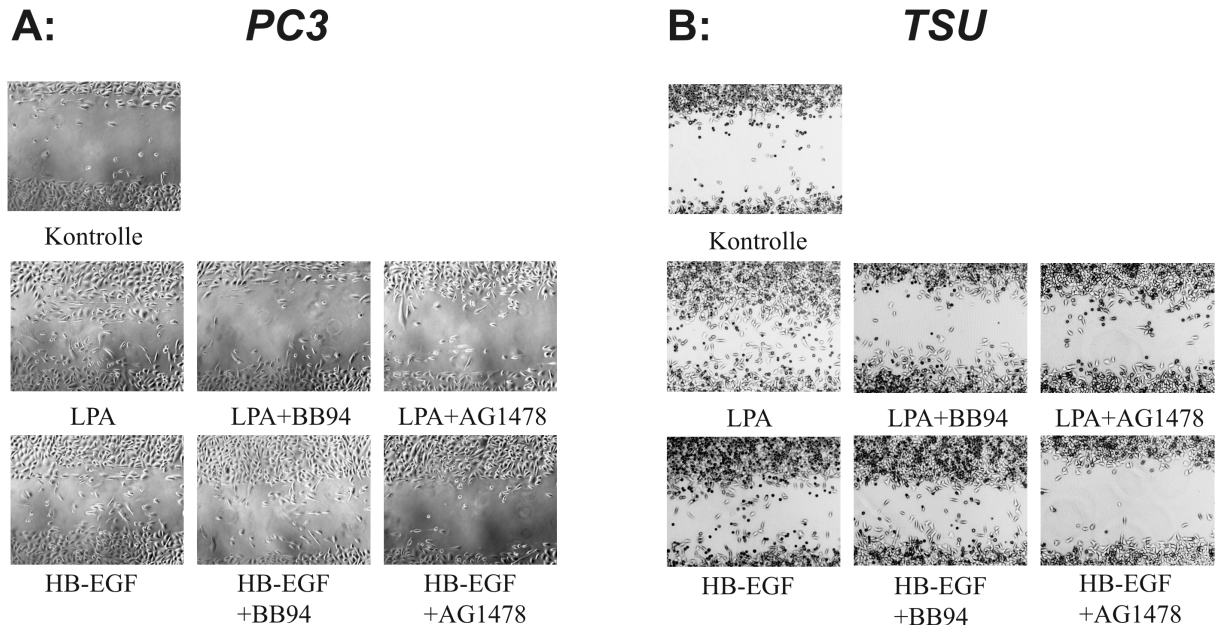 A: PC3
Kontrolle
LPA
LPA+BB94
LPA+AG1478
HB-EGF
HB-EGF
+BB94
HB-EGF
+AG1478
B: TSU
Kontrolle
LPA
LPA+BB94
LPA+AG1478
HB-EGF
HB-EGF
+BB94
HB-EGF
+AG1478